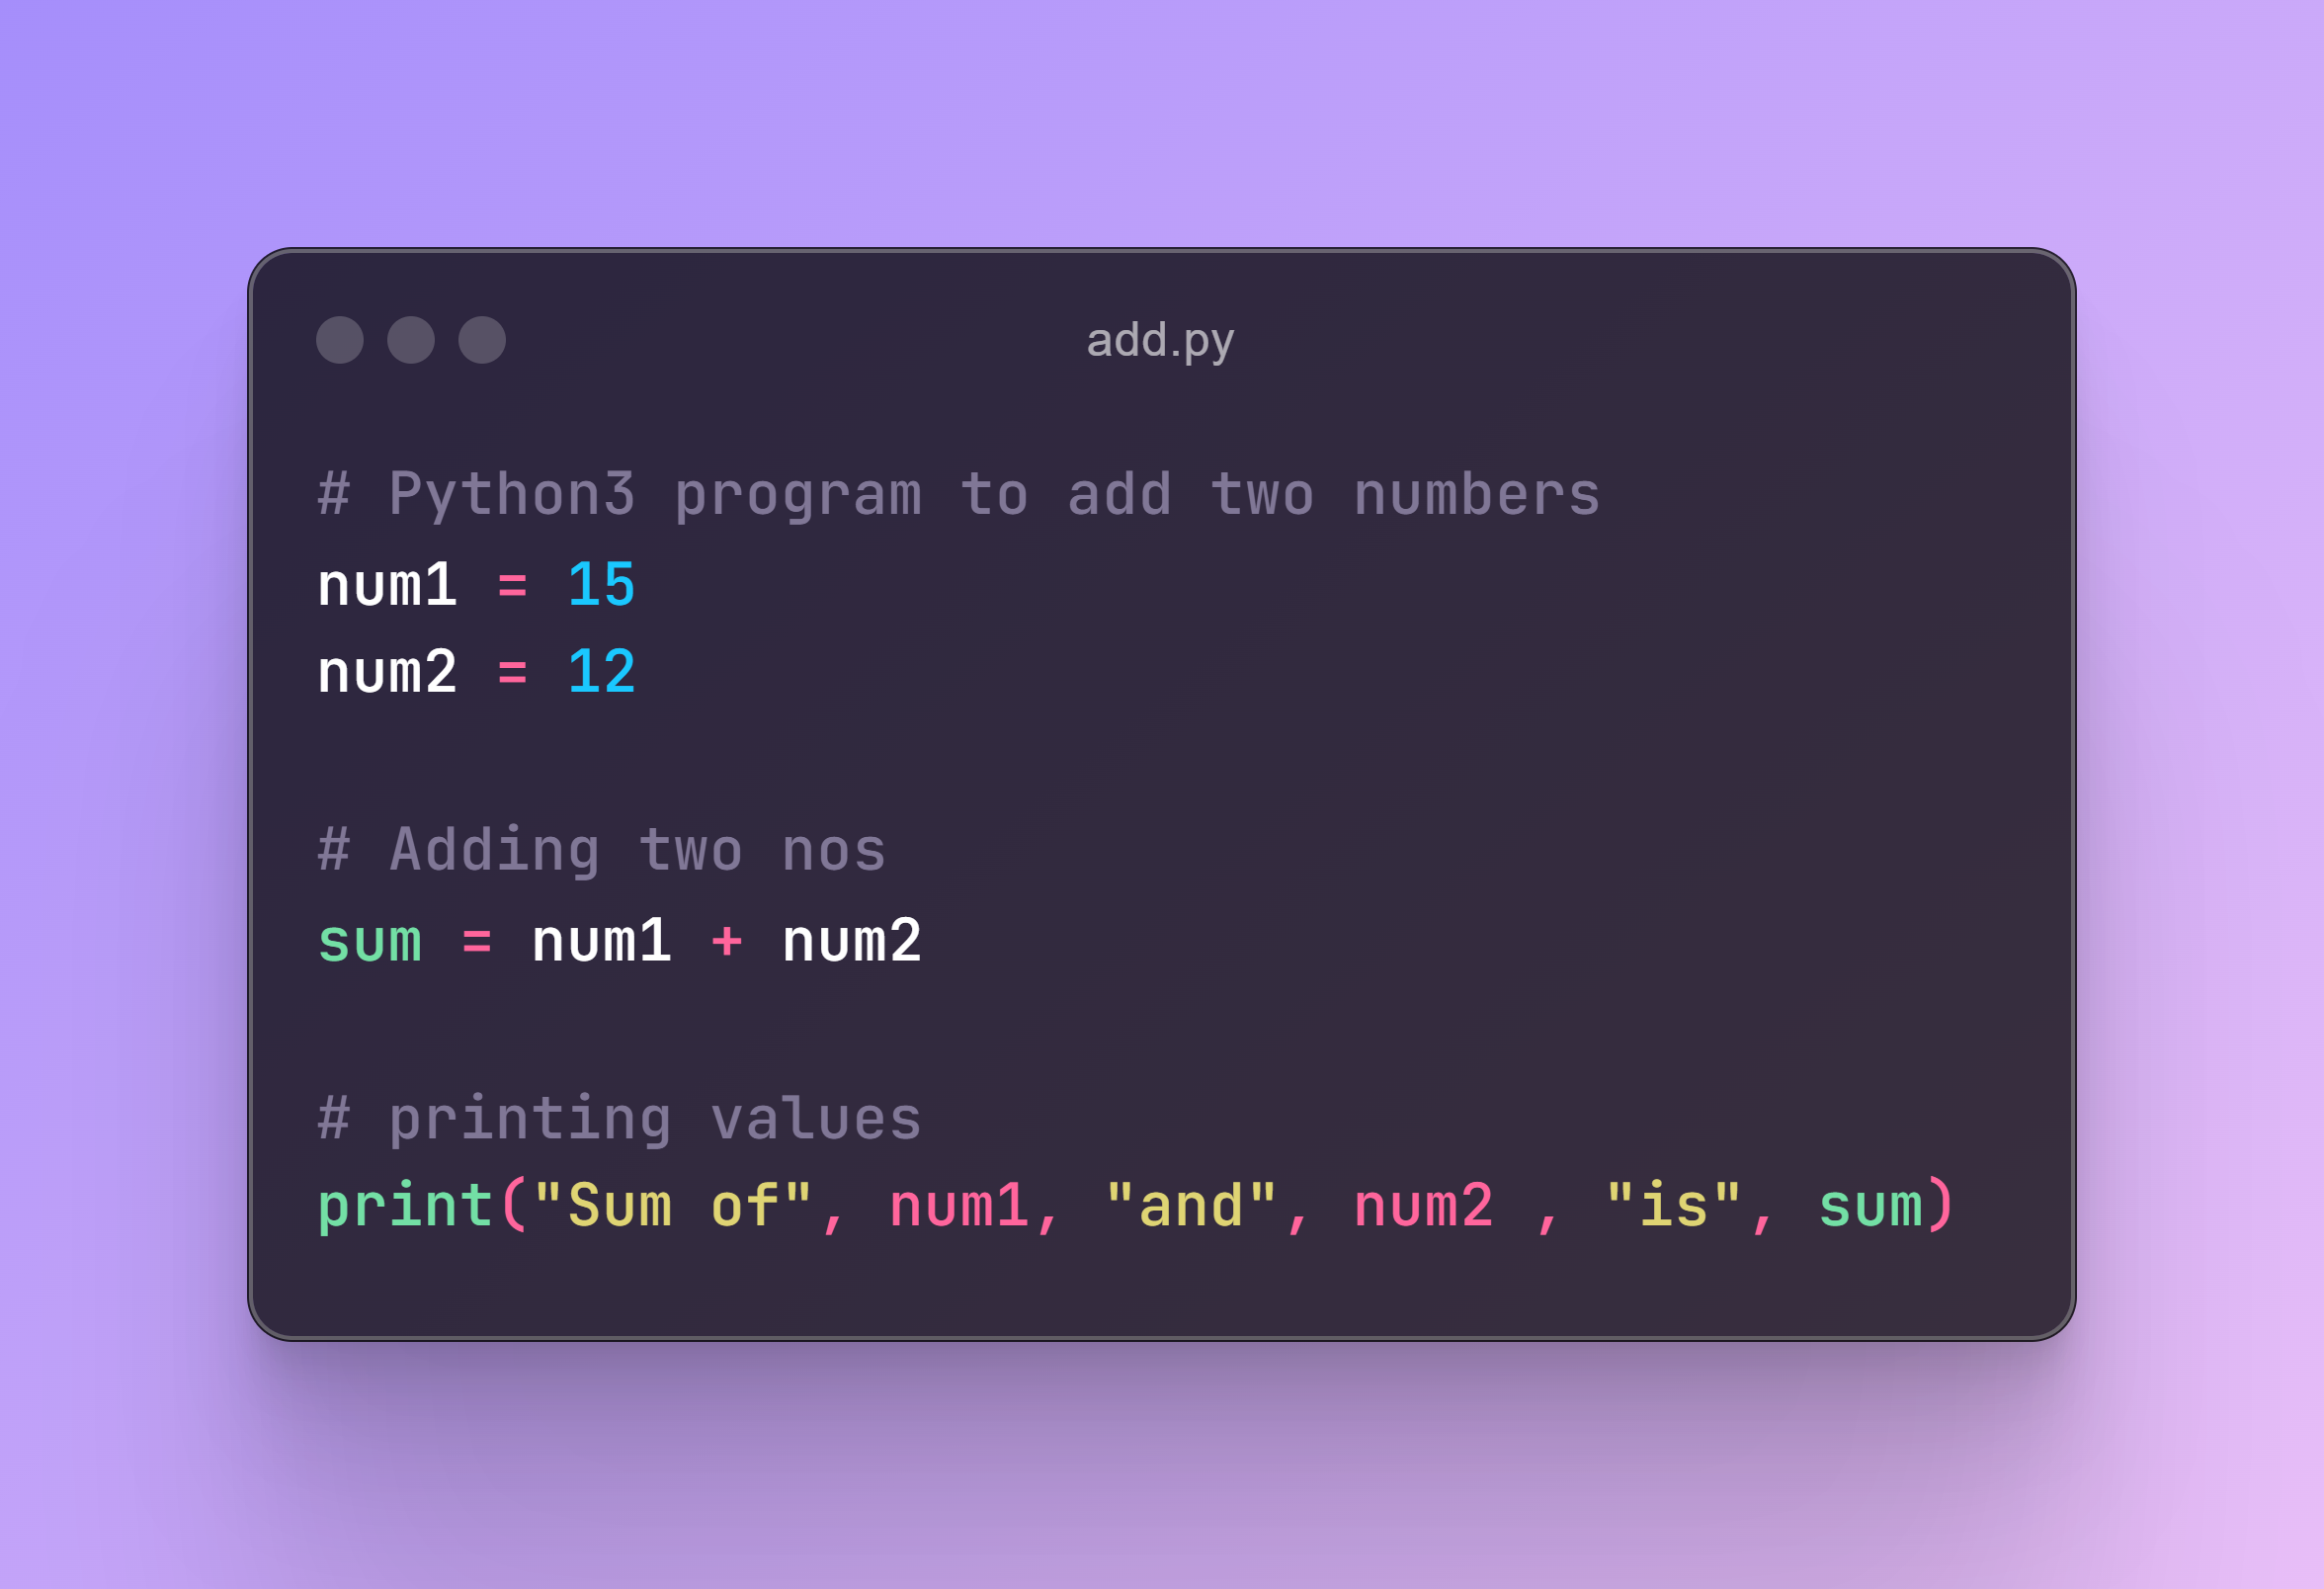 add.py
# Python3 program to add two numbers
num1 = 15
num2 = 12
# Adding two nos
sum = num1 + num2
# printing values
print("Sum of", num1, "and", num2 , "is", sum)